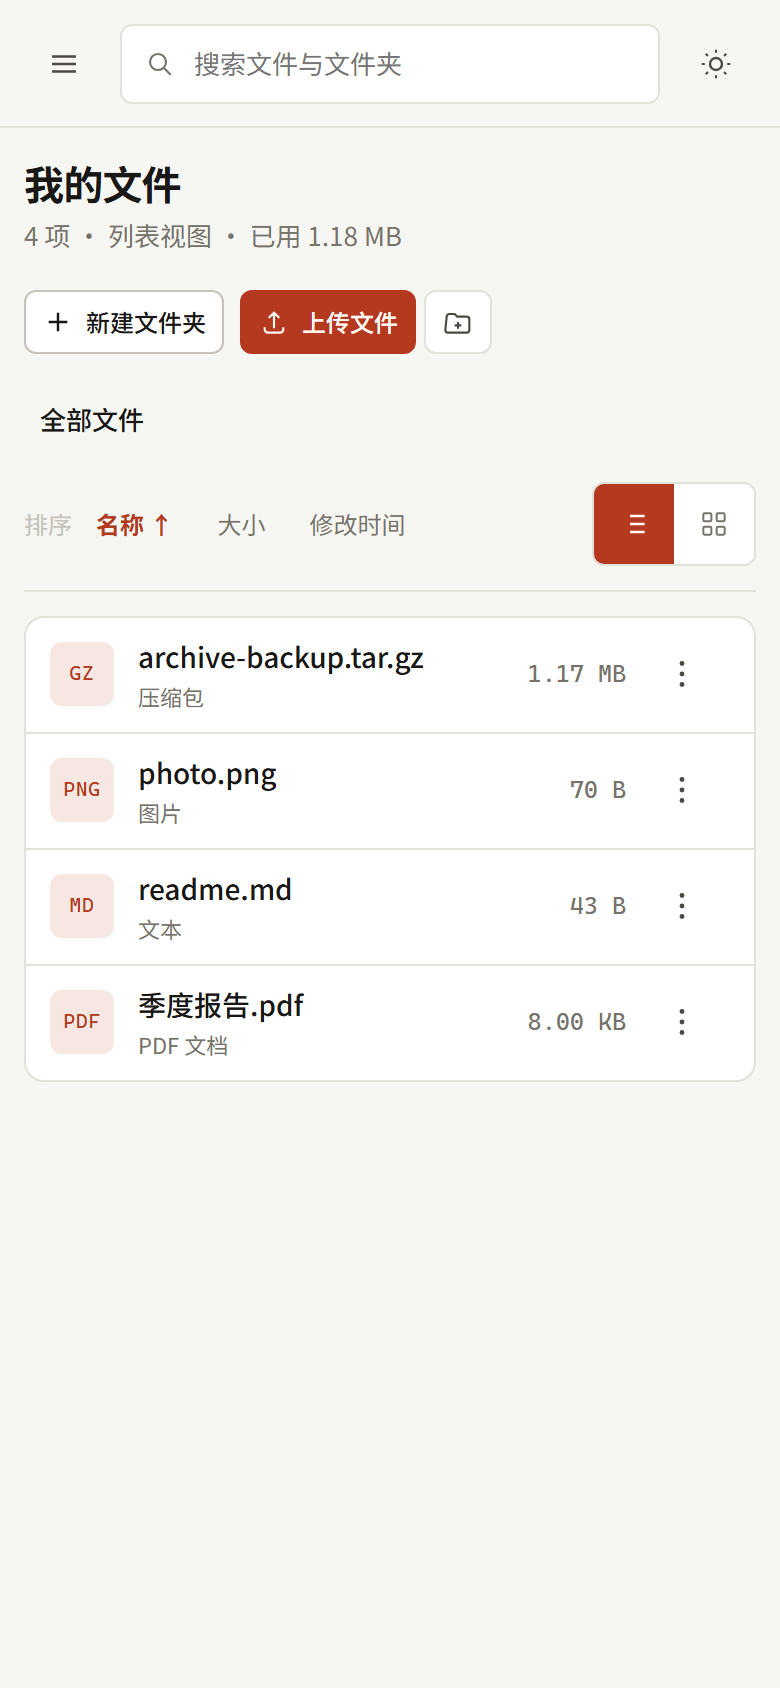 搜索文件与文件夹
我的文件
4 项 • 列表视图 • 已用 1.18 MB
新建文件夹 上传文件
全部文件
排序 名称 ↑ 大小 修改时间
GZ archive-backup.tar.gz 1.17 MB
压缩包
PNG photo.png 70 B
图片
MD readme.md 43 B
文本
PDF 季度报告.pdf 8.00 KB
PDF 文档